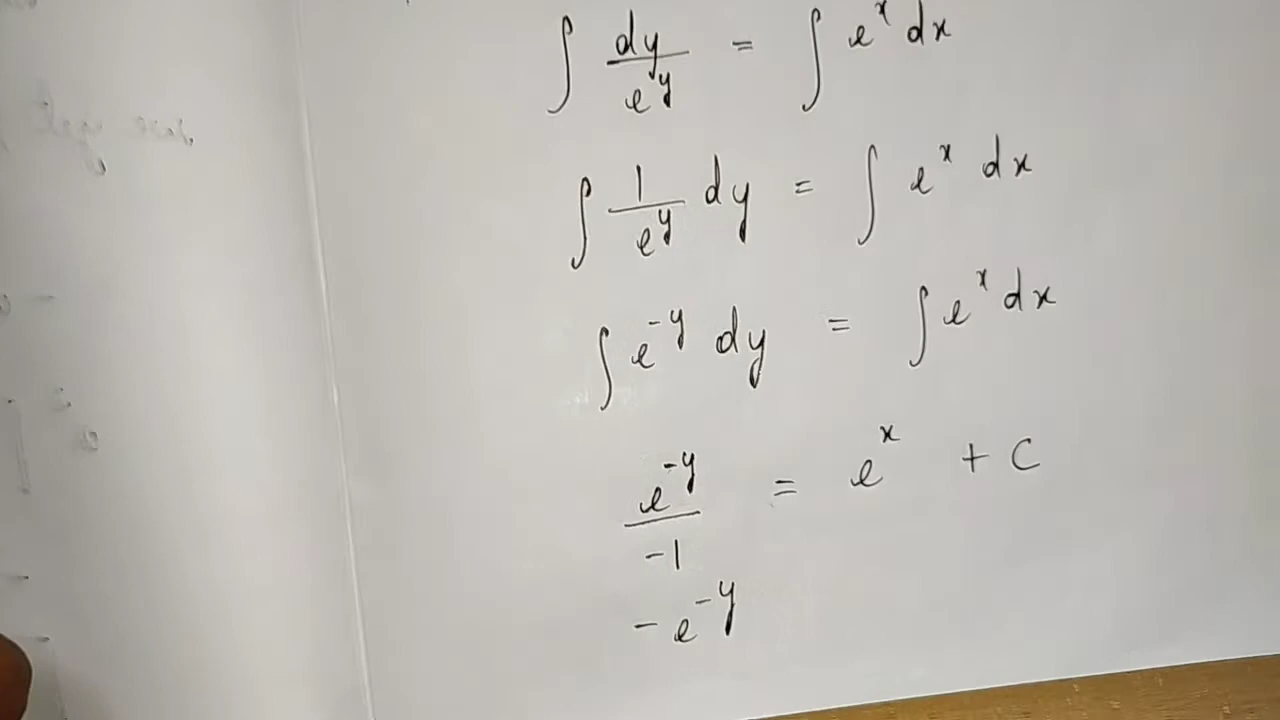 ∫ dy/e^y = ∫ e^x dx
∫ 1/e^y dy = ∫ e^x dx
∫ e^-y dy = ∫ e^x dx
e^-y/-1 = e^x + C
-e^-y